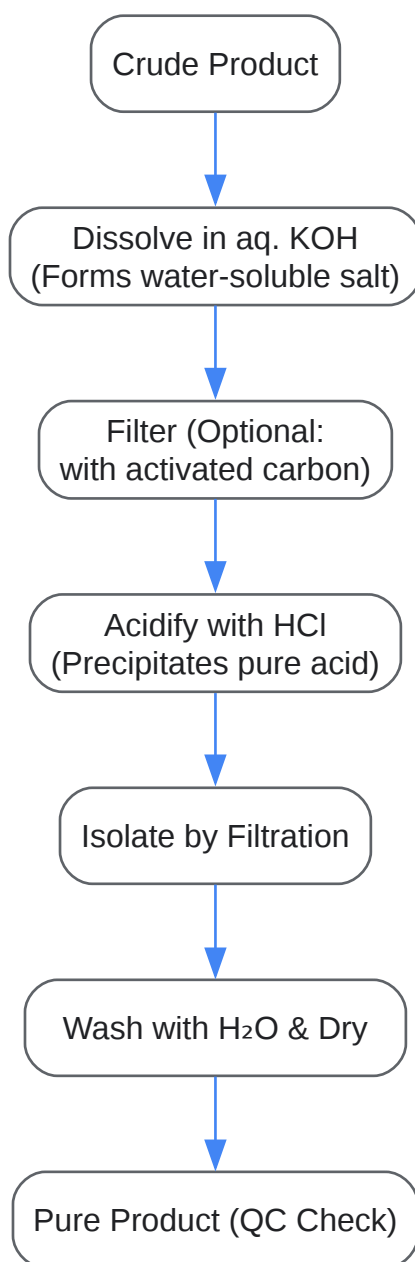 Crude Product
Dissolve in aq. KOH
(Forms water-soluble salt)
Filter (Optional:
with activated carbon)
Acidify with HCl
(Precipitates pure acid)
Isolate by Filtration
Wash with H₂O & Dry
Pure Product (QC Check)